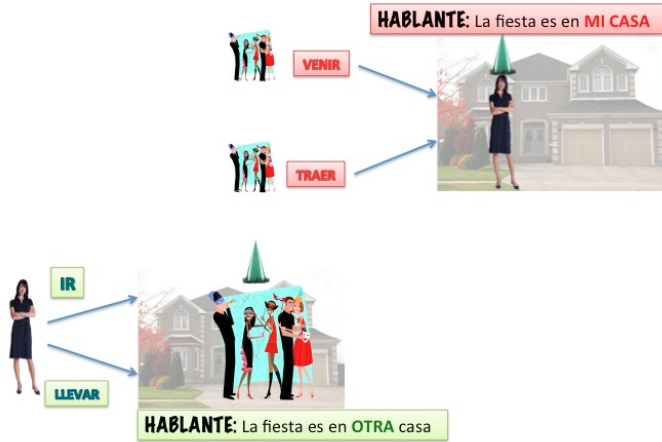 HABLANTE: La fiesta es en MI CASA
VENIR
TRAER
IR
LLEVAR
HABLANTE: La fiesta es en OTRA casa